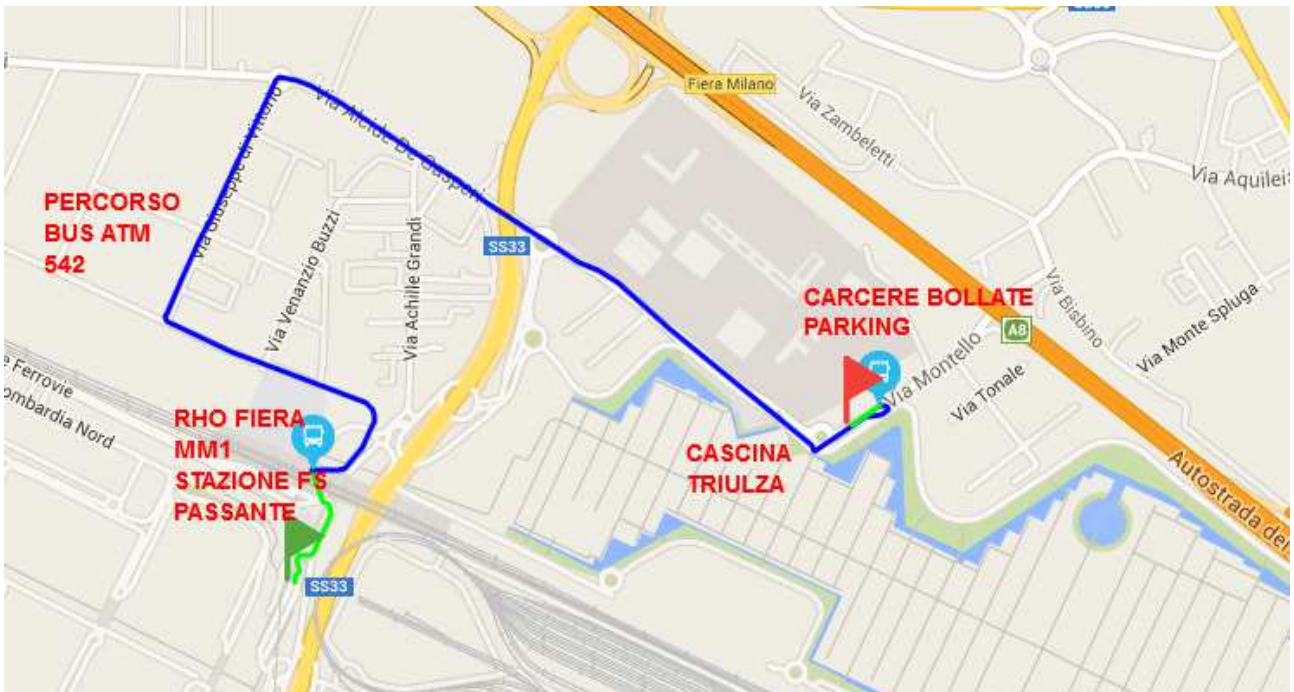 Fiera Milano
Via Zambeletti
Via Aquilei
Via Alcide De Gasperi
Via Giuseppe di Vittorio
PERCORSO
BUS ATM
542
SS33
Via Venanzio Buzzi
Via Achille Grandi
CARCERE BOLLATE
PARKING
Via Bisbino
Via Monte Spluga
A8
Via Montello
Via Tonale
e Ferrovie
ombardia Nord
RHO FIERA
MM1
STAZIONE FS
PASSANTE
CASCINA
TRIULZA
Autostrada dei
SS33